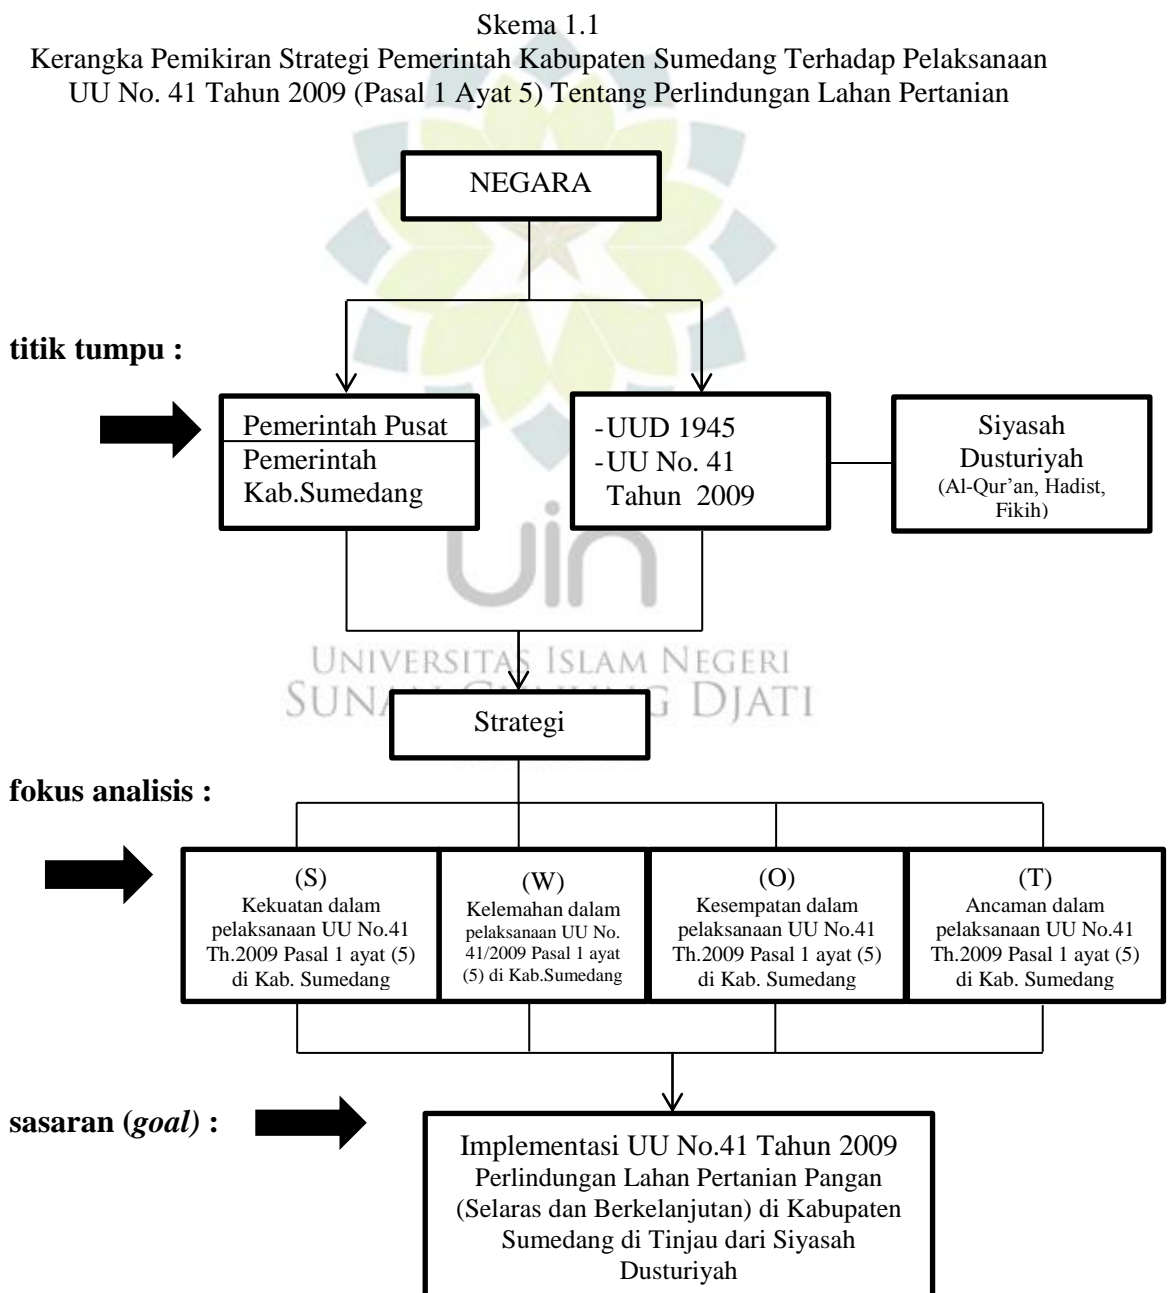 Skema 1.1
Kerangka Pemikiran Strategi Pemerintah Kabupaten Sumedang Terhadap Pelaksanaan
UU No. 41 Tahun 2009 (Pasal 1 Ayat 5) Tentang Perlindungan Lahan Pertanian
NEGARA
titik tumpu :
Pemerintah Pusat
Pemerintah
Kab.Sumedang
-UUD 1945
-UU No. 41
Tahun 2009
Siyasah
Dusturiyah
(Al-Qur’an, Hadist,
Fikih)
uin
UNIVERSITAS ISLAM NEGERI
SUNAN GUNUNG DJATI
Strategi
fokus analisis :
(S)
Kekuatan dalam
pelaksanaan UU No.41
Th.2009 Pasal 1 ayat (5)
di Kab. Sumedang
(W)
Kelemahan dalam
pelaksanaan UU No.
41/2009 Pasal 1 ayat
(5) di Kab.Sumedang
(O)
Kesempatan dalam
pelaksanaan UU No.41
Th.2009 Pasal 1 ayat (5)
di Kab. Sumedang
(T)
Ancaman dalam
pelaksanaan UU No.41
Th.2009 Pasal 1 ayat (5)
di Kab. Sumedang
sasaran (goal) :
Implementasi UU No.41 Tahun 2009
Perlindungan Lahan Pertanian Pangan
(Selaras dan Berkelanjutan) di Kabupaten
Sumedang di Tinjau dari Siyasah
Dusturiyah